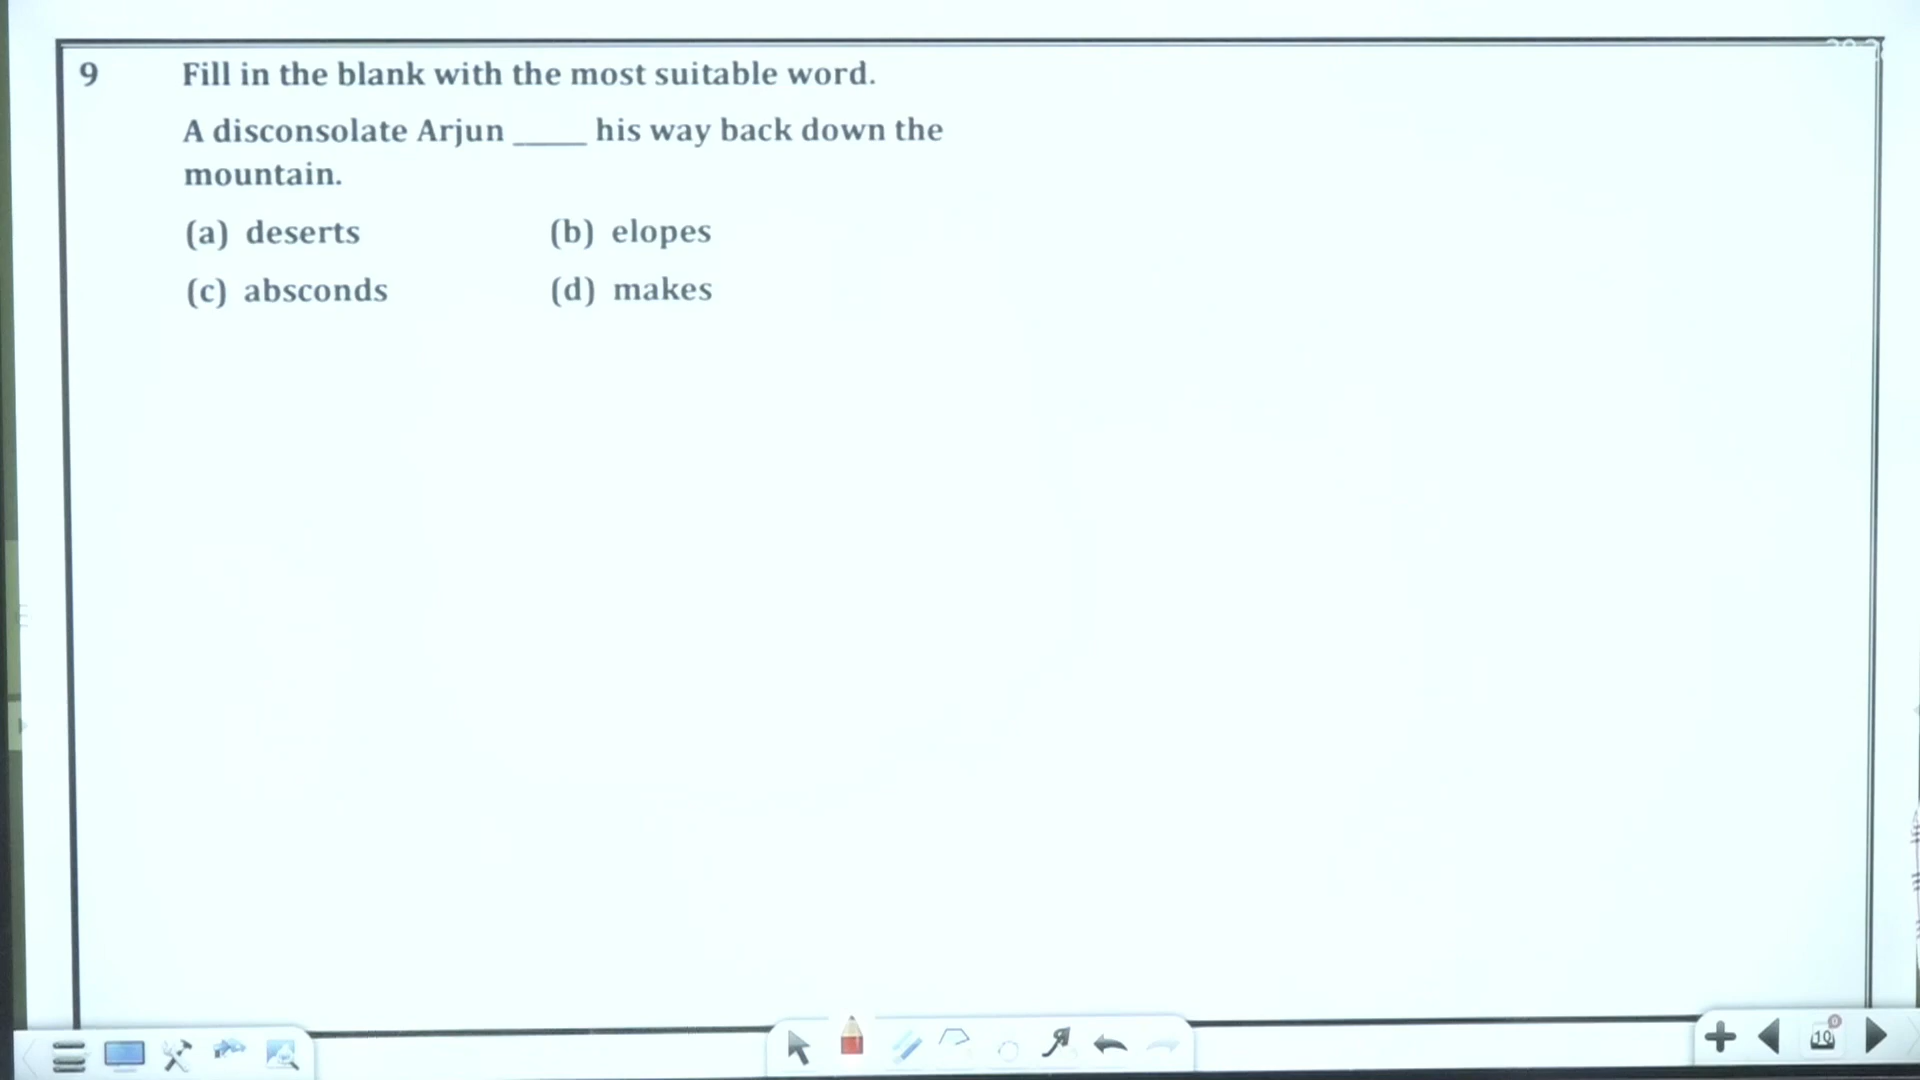 9 Fill in the blank with the most suitable word.
A disconsolate Arjun _____ his way back down the
mountain.
(a) deserts (b) elopes
(c) absconds (d) makes
10